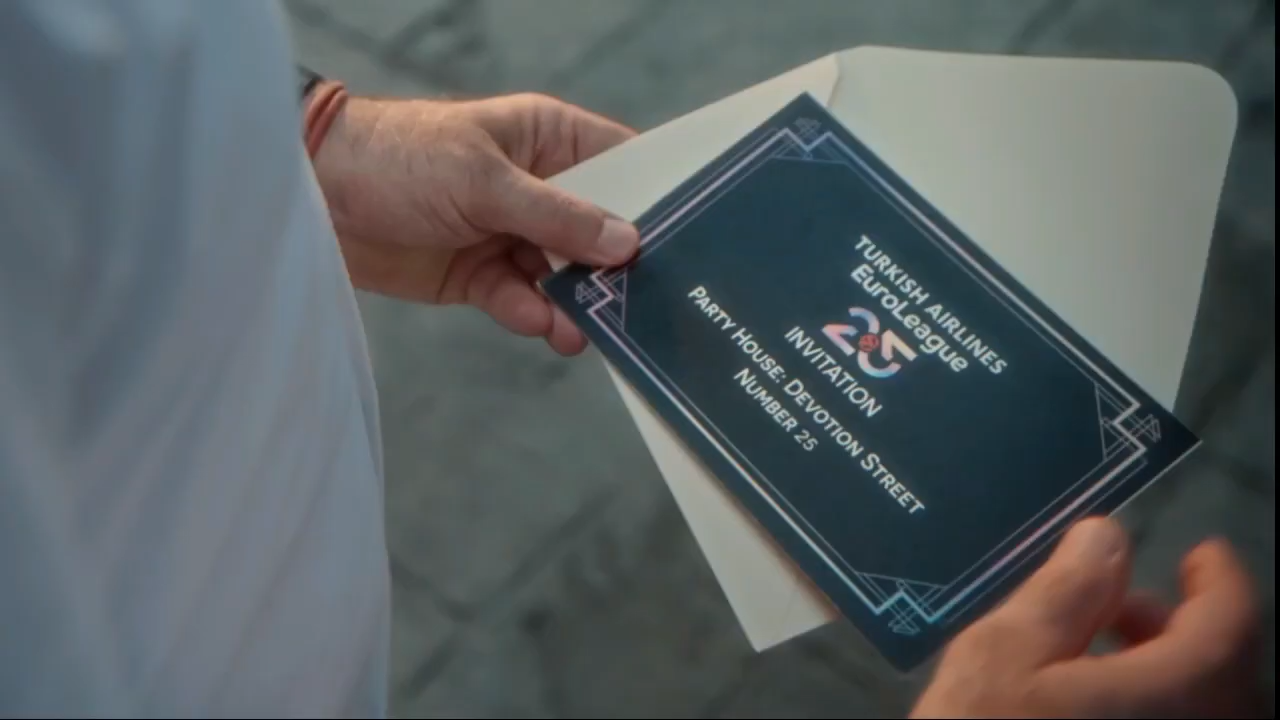 TURKISH AIRLINES
EuroLeague
25
INVITATION
PARTY HOUSE: DEVOTION STREET
NUMBER 25